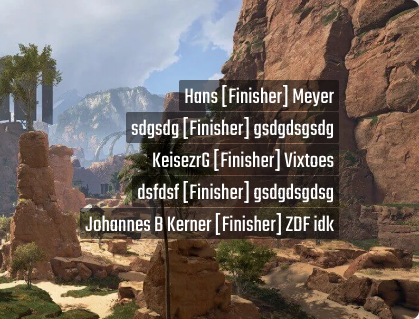 Hans [Finisher] Meyer
sdgsdg [Finisher] gsdgdsgsdg
KeisezrG [Finisher] Vixtoes
dsfdsf [Finisher] gsdgdsgdsg
Johannes B Kerner [Finisher] ZDF idk